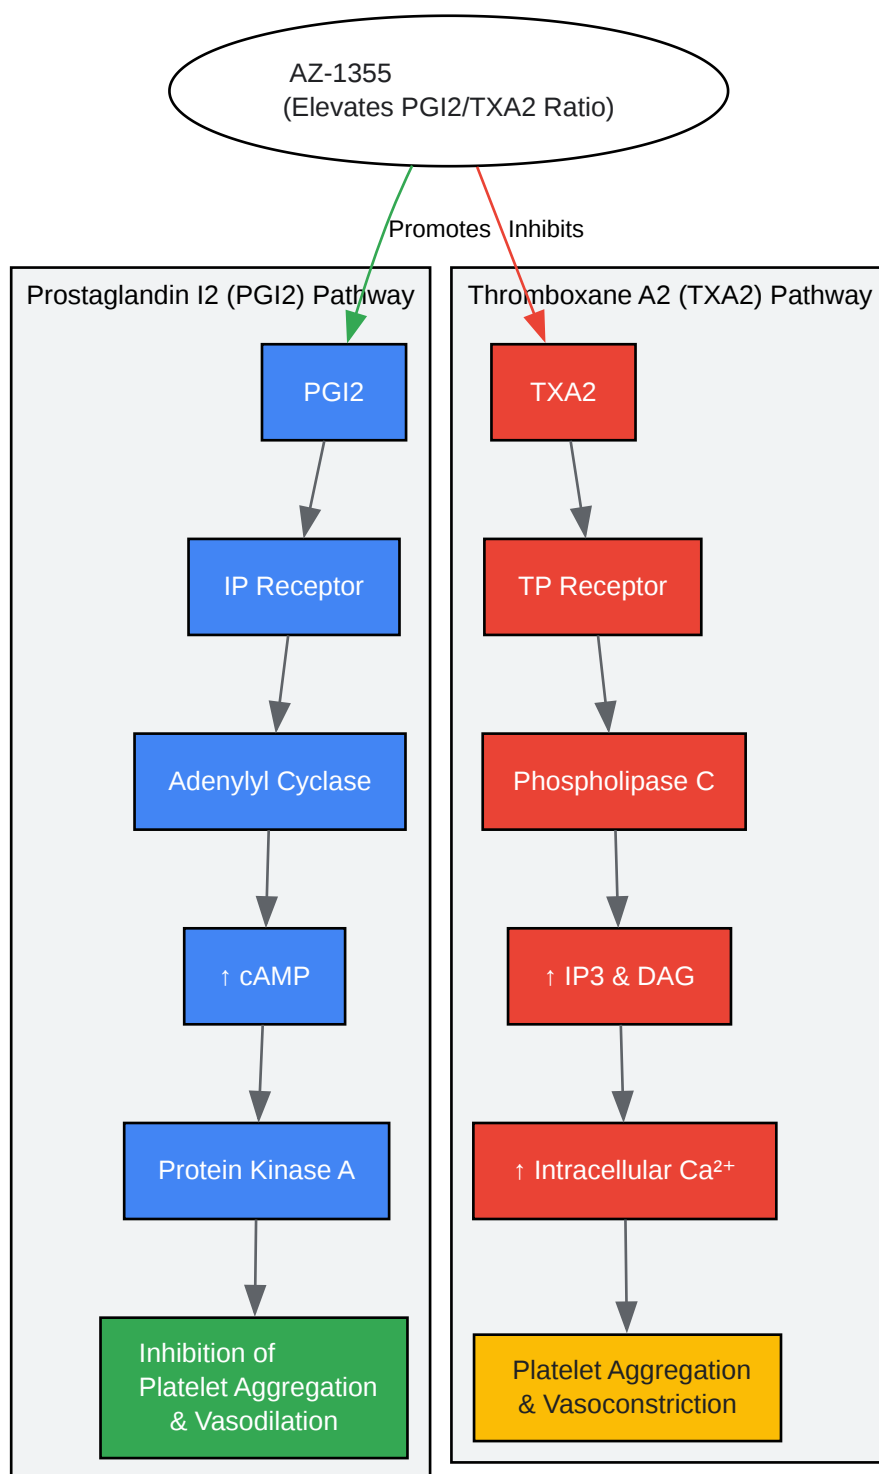 AZ-1355
(Elevates PGI2/TXA2 Ratio)
Promotes
Inhibits
Prostaglandin I2 (PGI2) Pathway
PGI2
IP Receptor
Adenylyl Cyclase
↑ cAMP
Protein Kinase A
Inhibition of
Platelet Aggregation
& Vasodilation
Thromboxane A2 (TXA2) Pathway
TXA2
TP Receptor
Phospholipase C
↑ IP3 & DAG
↑ Intracellular Ca²⁺
Platelet Aggregation
& Vasoconstriction